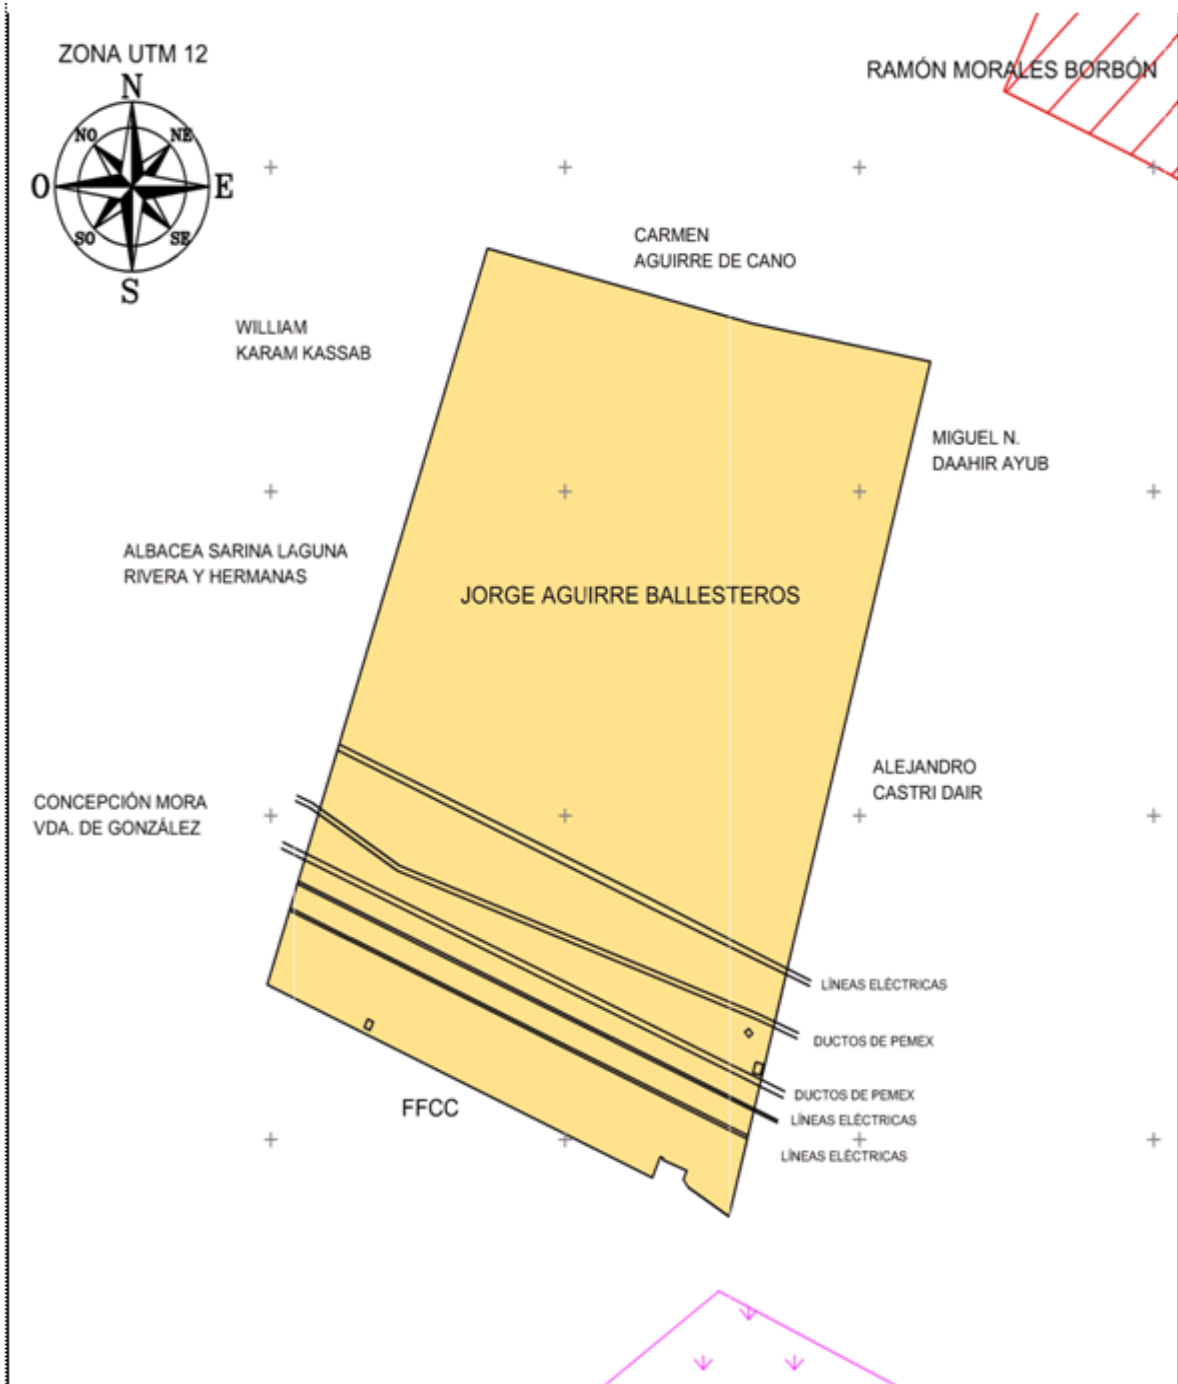 ZONA UTM 12
N
NO
NE
O
E
SO
SE
S
RAMÓN MORALES BORBÓN
CARMEN
AGUIRRE DE CANO
WILLIAM
KARAM KASSAB
MIGUEL N.
DAAHIR AYUB
ALBACEA SARINA LAGUNA
RIVERA Y HERMANAS
JORGE AGUIRRE BALLESTEROS
ALEJANDRO
CASTRI DAIR
CONCEPCIÓN MORA
VDA. DE GONZÁLEZ
LÍNEAS ELÉCTRICAS
DUCTOS DE PEMEX
DUCTOS DE PEMEX
LÍNEAS ELÉCTRICAS
LÍNEAS ELÉCTRICAS
FFCC